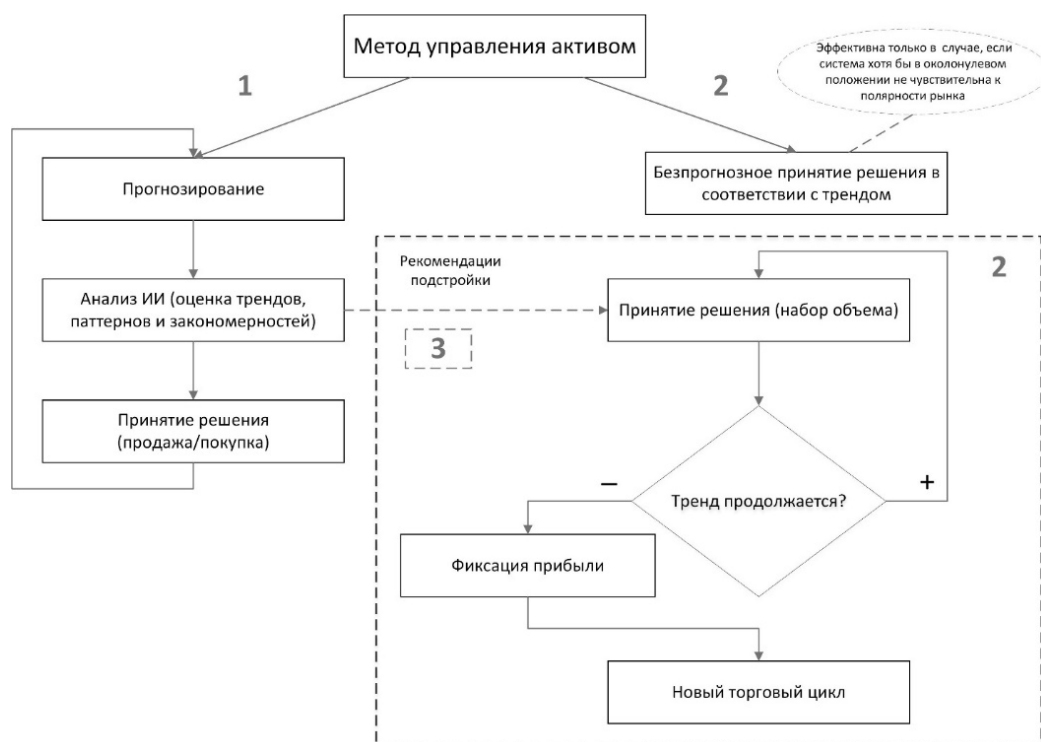 Метод управления активом
Эффективна только в случае, если
система хотя бы в околонулевом
положении не чувствительна к
полярности рынка
1
2
Прогнозирование
Безпрогнозное принятие решения в
соответствии с трендом
Рекомендации
подстройки
2
Анализ ИИ (оценка трендов,
паттернов и закономерностей)
Принятие решения (набор объема)
3
Принятие решения
(продажа/покупка)
–
+
Тренд продолжается?
Фиксация прибыли
Новый торговый цикл